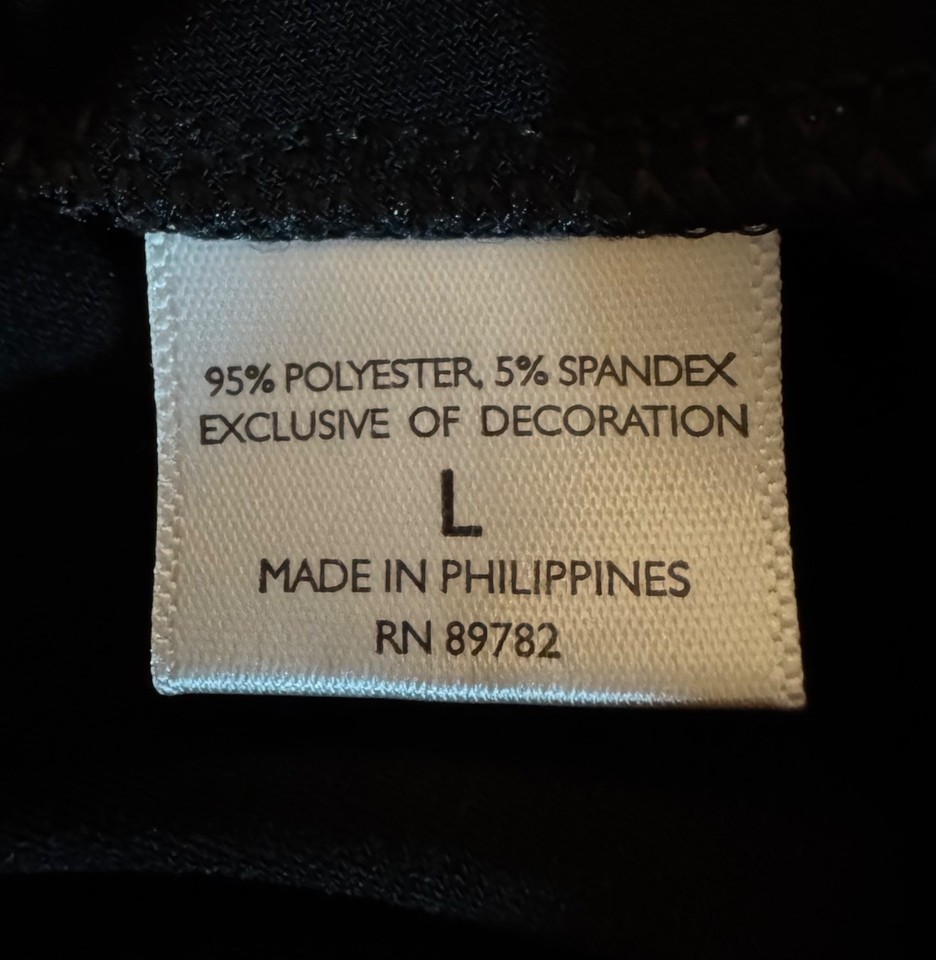 95% POLYESTER, 5% SPANDEX
EXCLUSIVE OF DECORATION
L
MADE IN PHILIPPINES
RN 89782